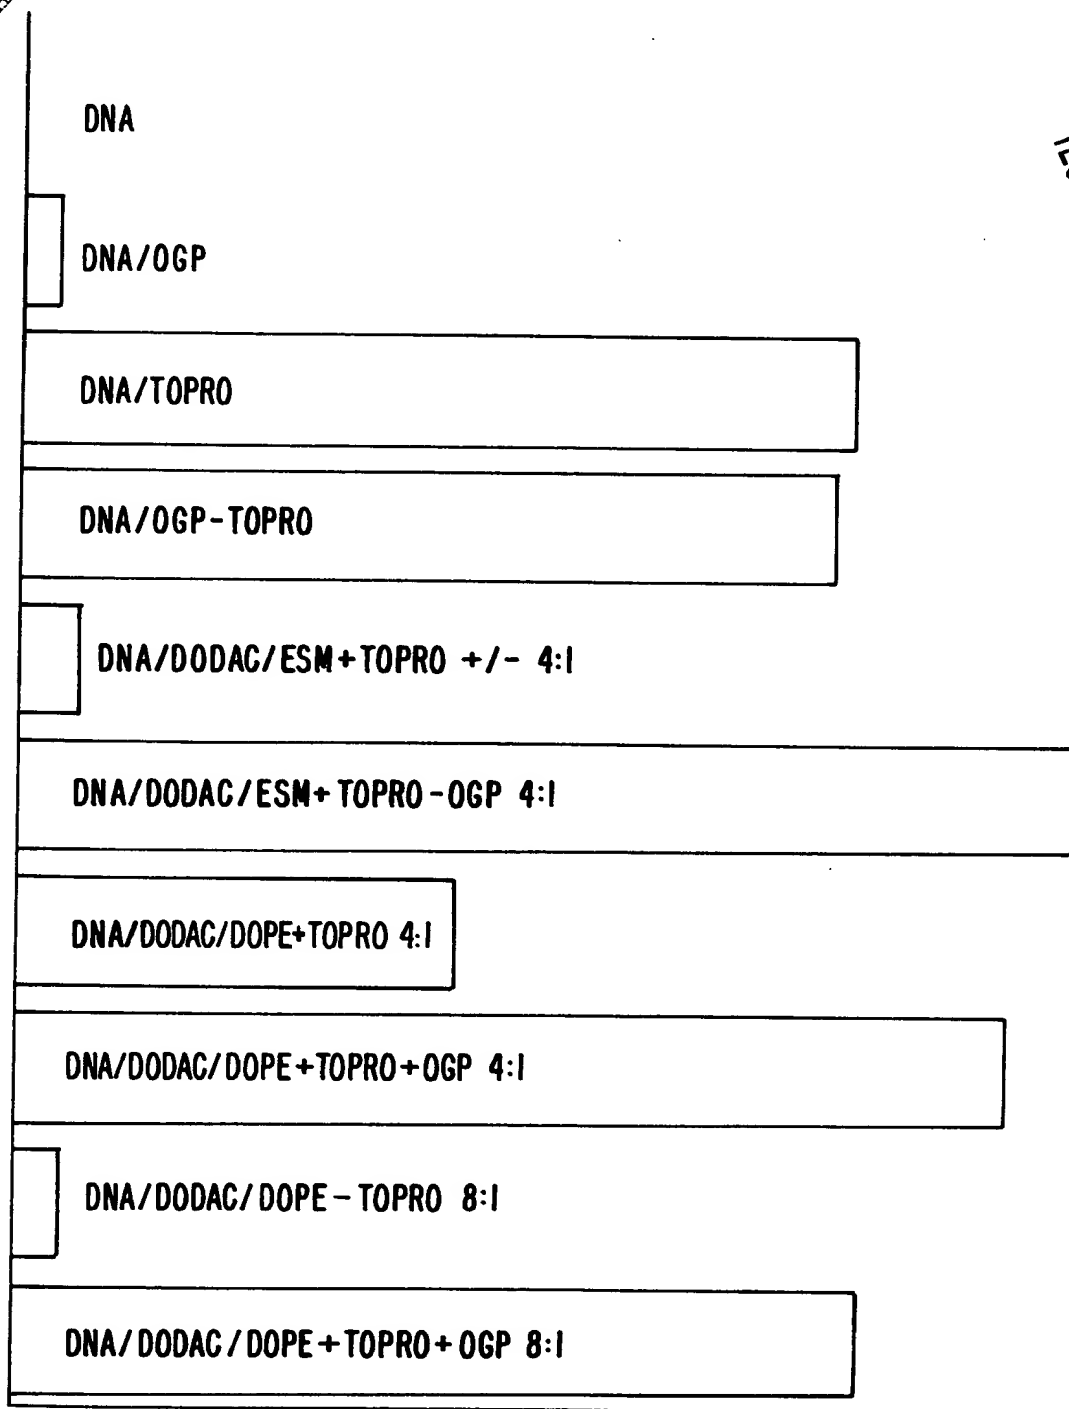 DNA
DNA/OGP
DNA/TOPRO
DNA/OGP-TOPRO
DNA/DODAC/ESM+TOPRO +/- 4:1
DNA/DODAC/ESM+TOPRO-OGP 4:1
DNA/DODAC/DOPE+TOPRO 4:1
DNA/DODAC/DOPE+TOPRO+OGP 4:1
DNA/DODAC/DOPE-TOPRO 8:1
DNA/DODAC/DOPE+TOPRO+OGP 8:1